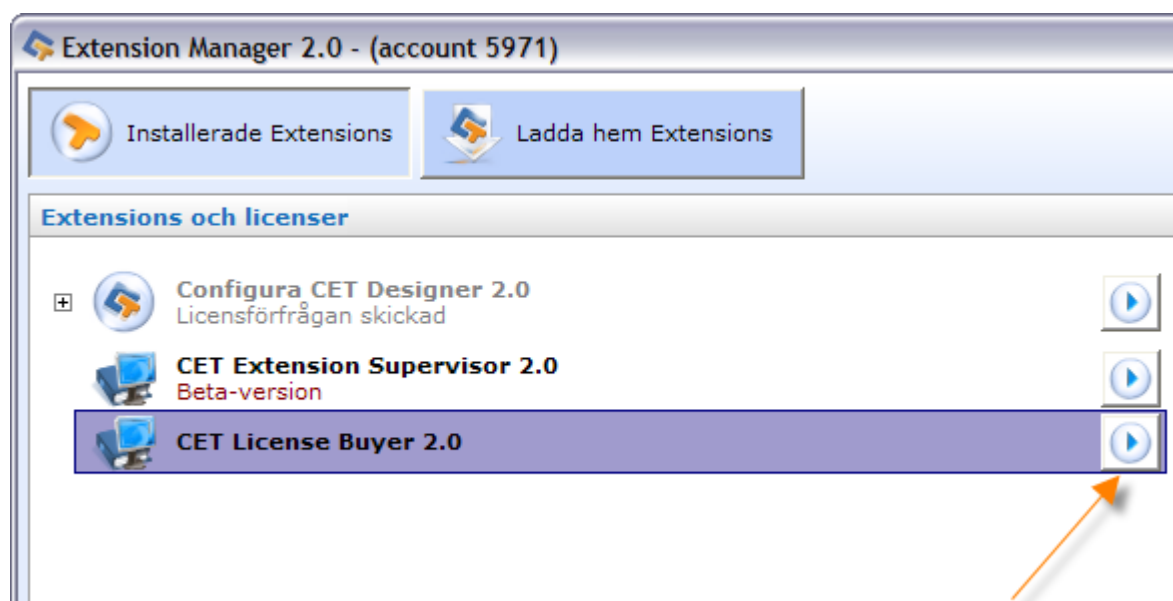 Extension Manager 2.0 - (account 5971)
Installerade Extensions
Ladda hem Extensions
Extensions och licenser
Configura CET Designer 2.0
Licensförfrågan skickad
CET Extension Supervisor 2.0
Beta-version
CET License Buyer 2.0